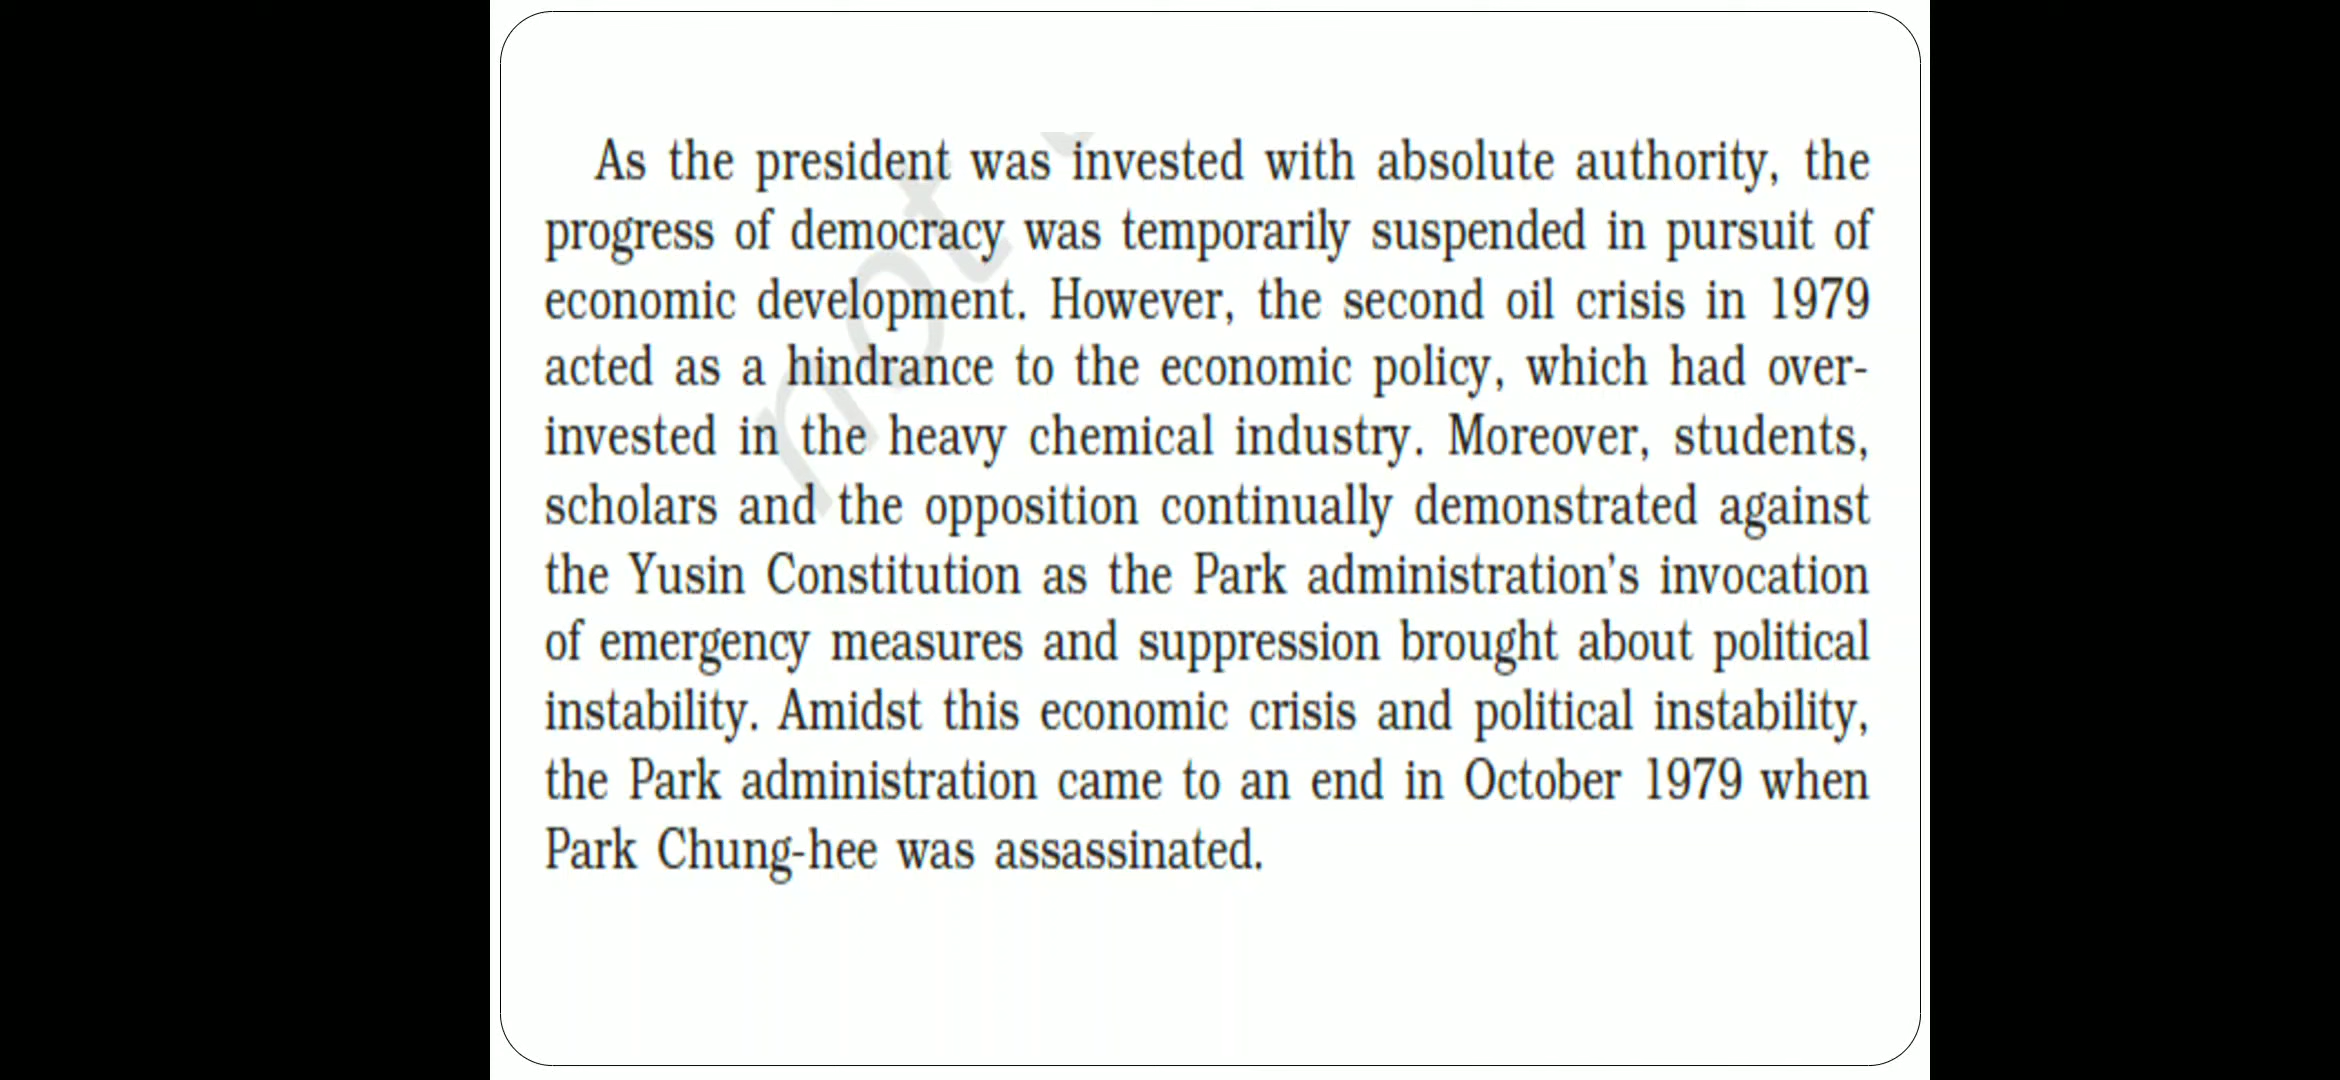 As the president was invested with absolute authority, the
progress of democracy was temporarily suspended in pursuit of
economic development. However, the second oil crisis in 1979
acted as a hindrance to the economic policy, which had over-
invested in the heavy chemical industry. Moreover, students,
scholars and the opposition continually demonstrated against
the Yusin Constitution as the Park administration's invocation
of emergency measures and suppression brought about political
instability. Amidst this economic crisis and political instability,
the Park administration came to an end in October 1979 when
Park Chung-hee was assassinated.
not